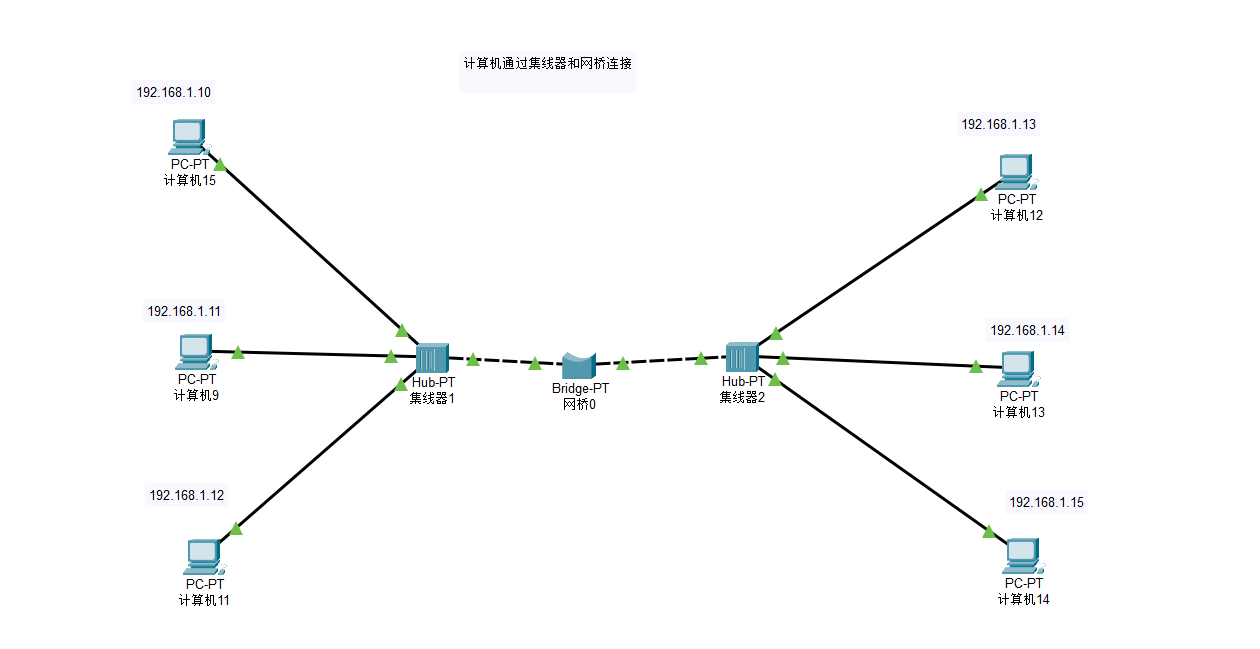 计算机通过集线器和网桥连接
192.168.1.10
PC-PT
计算机15
192.168.1.11
PC-PT
计算机9
192.168.1.12
PC-PT
计算机11
Hub-PT
集线器1
Bridge-PT
网桥0
Hub-PT
集线器2
192.168.1.13
PC-PT
计算机12
192.168.1.14
PC-PT
计算机13
192.168.1.15
PC-PT
计算机14